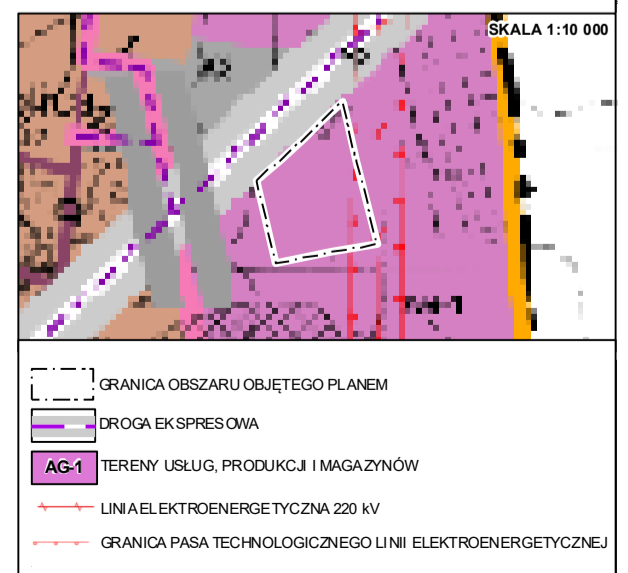 SKALA 1:10 000
GRANICA OBSZARU OBJĘTEGO PLANEM
DROGA EKSPRESOWA
AG-1 TERENY USŁUG, PRODUKCJI I MAGAZYNÓW
LINIA ELEKTROENERGETYCZNA 220 kV
GRANICA PASA TECHNOLOGICZNEGO LINII ELEKTROENERGETYCZNEJ